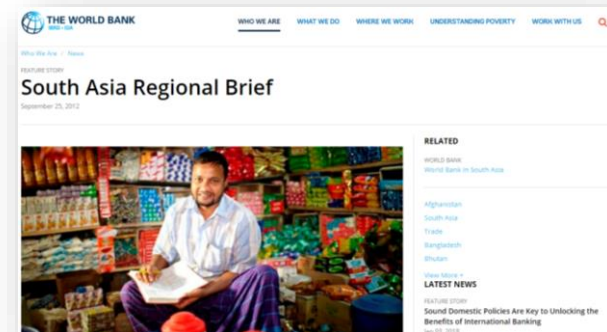 THE WORLD BANK
IBRD • IDA
WHO WE ARE
WHAT WE DO
WHERE WE WORK
UNDERSTANDING POVERTY
WORK WITH US
Who We Are / News
FEATURE STORY
South Asia Regional Brief
September 25, 2012
RELATED
WORLD BANK
World Bank in South Asia
Afghanistan
South Asia
Trade
Bangladesh
Bhutan
View More +
LATEST NEWS
FEATURE STORY
Sound Domestic Policies Are Key to Unlocking the
Benefits of International Banking